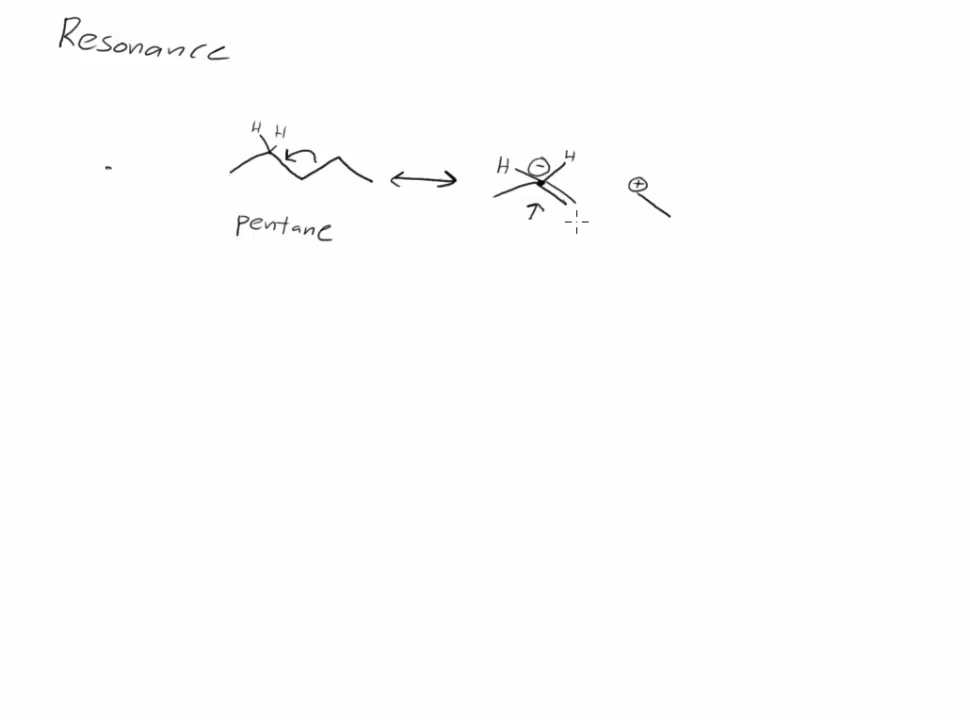 Resonance
H H
H ⊖ H
⊕
pentane